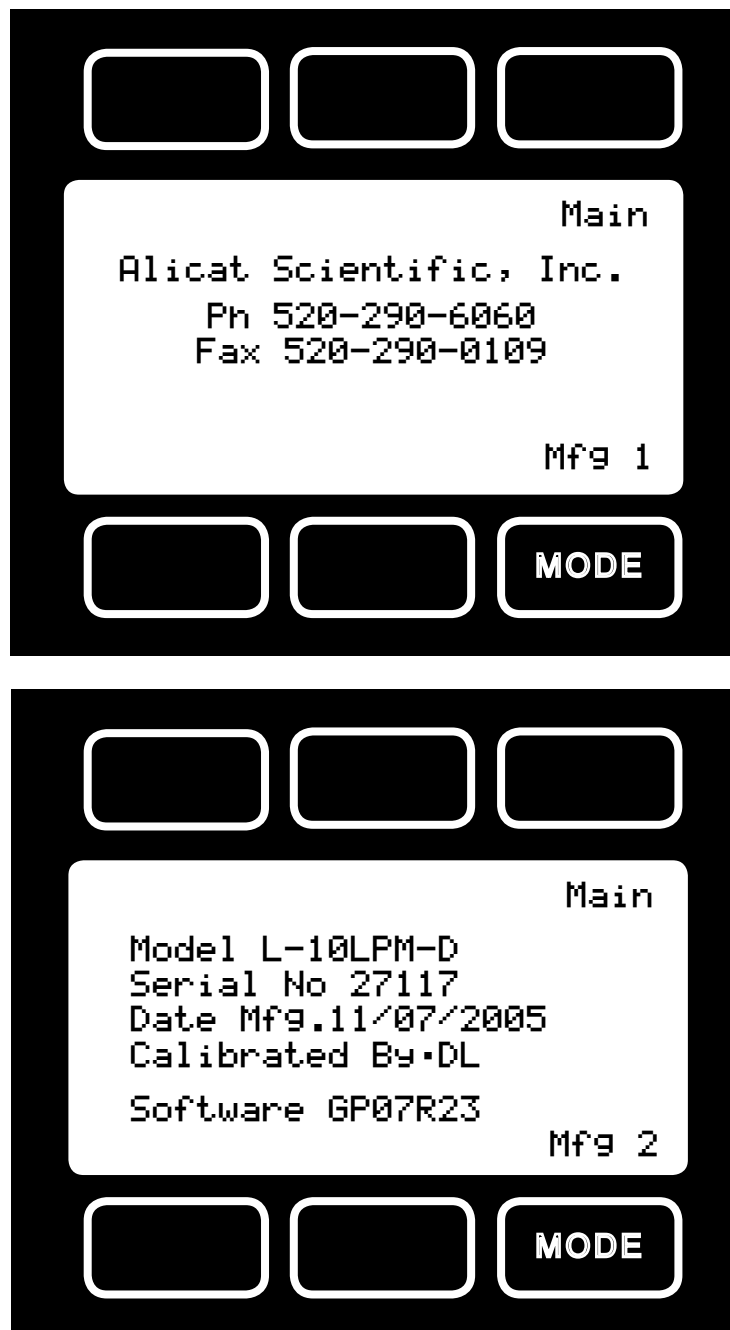 Main
Alicat Scientific, Inc.
Ph 520-290-6060
Fax 520-290-0109
Mfg 1
MODE
Main
Model L-10LPM-D
Serial No 27117
Date Mfg.11/07/2005
Calibrated By·DL
Software GP07R23
Mfg 2
MODE